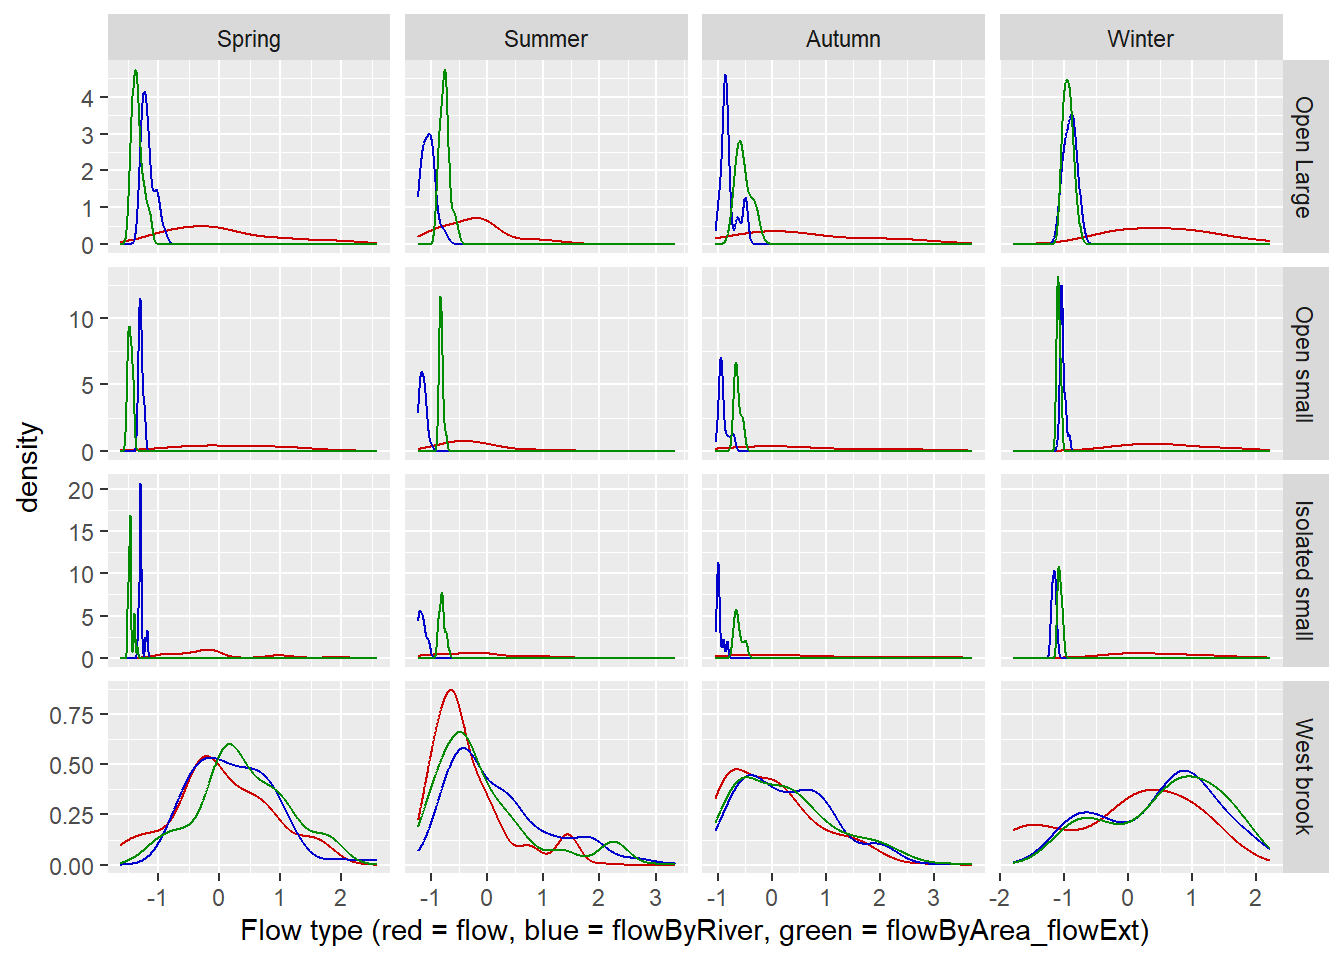 Spring Summer Autumn Winter
4
3
2
1
0
Open Large
10
5
0
Open small
20
15
10
5
0
Isolated small
0.75
0.50
0.25
0.00
West brook
-1 0 1 2 -1 0 1 2 3 -1 0 1 2 3 2 -1 0 1 2
density
Flow type (red = flow, blue = flowByRiver, green = flowByArea_flowExt)